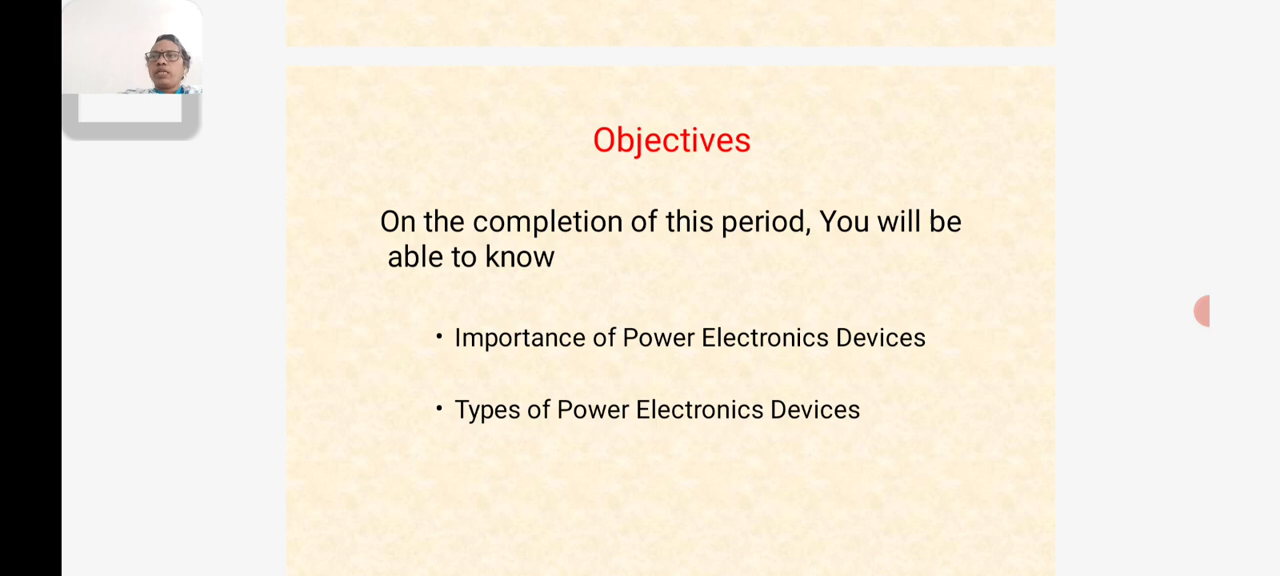 Objectives
On the completion of this period, You will be
able to know
• Importance of Power Electronics Devices
• Types of Power Electronics Devices